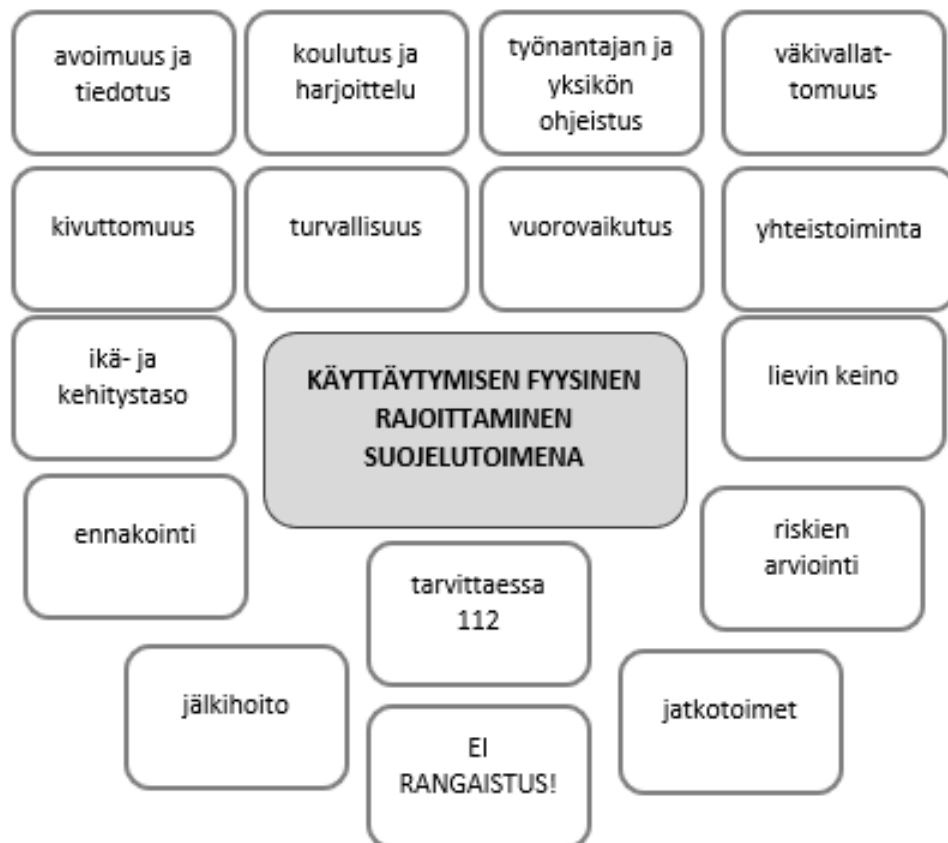 avoimuus ja
tiedotus
koulutus ja
harjoittelu
työnantajan ja
yksikön
ohjeistus
väkivallat-
tomuus
kivuttomuus
turvallisuus
vuorovaikutus
yhteistoiminta
ikä- ja
kehitystaso
KÄYTTÄYTYMISEN FYYSINEN
RAJOITTAMINEN
SUOJELUTOIMENA
lievin keino
ennakointi
tarvittaessa
112
riskien
arviointi
jälkihoito
EI
RANGAISTUS!
jatkotoimet